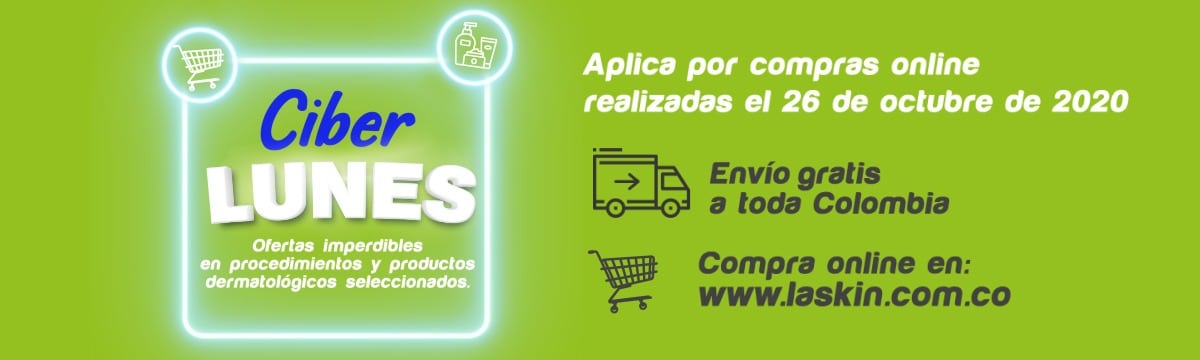 Ciber
LUNES
Ofertas imperdibles
en procedimientos y productos
dermatológicos seleccionados.
Aplica por compras online
realizadas el 26 de octubre de 2020
Envío gratis
a toda Colombia
Compra online en:
www.laskin.com.co